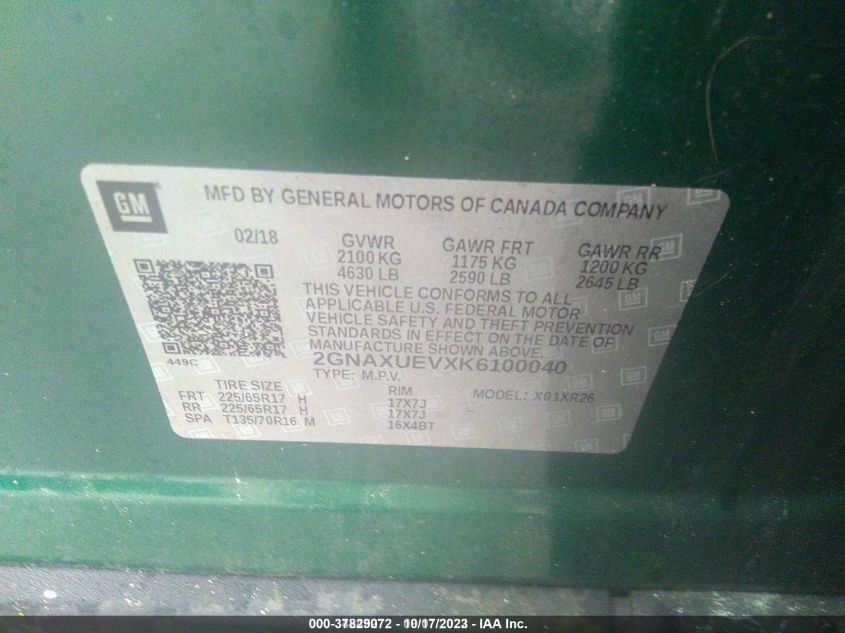 GM
MFD BY GENERAL MOTORS OF CANADA COMPANY
02/18 GVWR GAWR FRT GAWR RR
2100 KG 1175 KG 1200 KG
4630 LB 2590 LB 2645 LB
THIS VEHICLE CONFORMS TO ALL
APPLICABLE U.S. FEDERAL MOTOR
VEHICLE SAFETY AND THEFT PREVENTION
STANDARDS IN EFFECT ON THE DATE OF
MANUFACTURE SHOWN ABOVE.
449C 2GNAXUEVXK6100040
TYPE: M.P.V.
TIRE SIZE RIM MODEL: X01XR26
FRT 225/65R17 H 17X7J
RR 225/65R17 H 17X7J
SPA T135/70R16 M 16X4BT
000-37829072 - 10/17/2023 - IAA Inc.